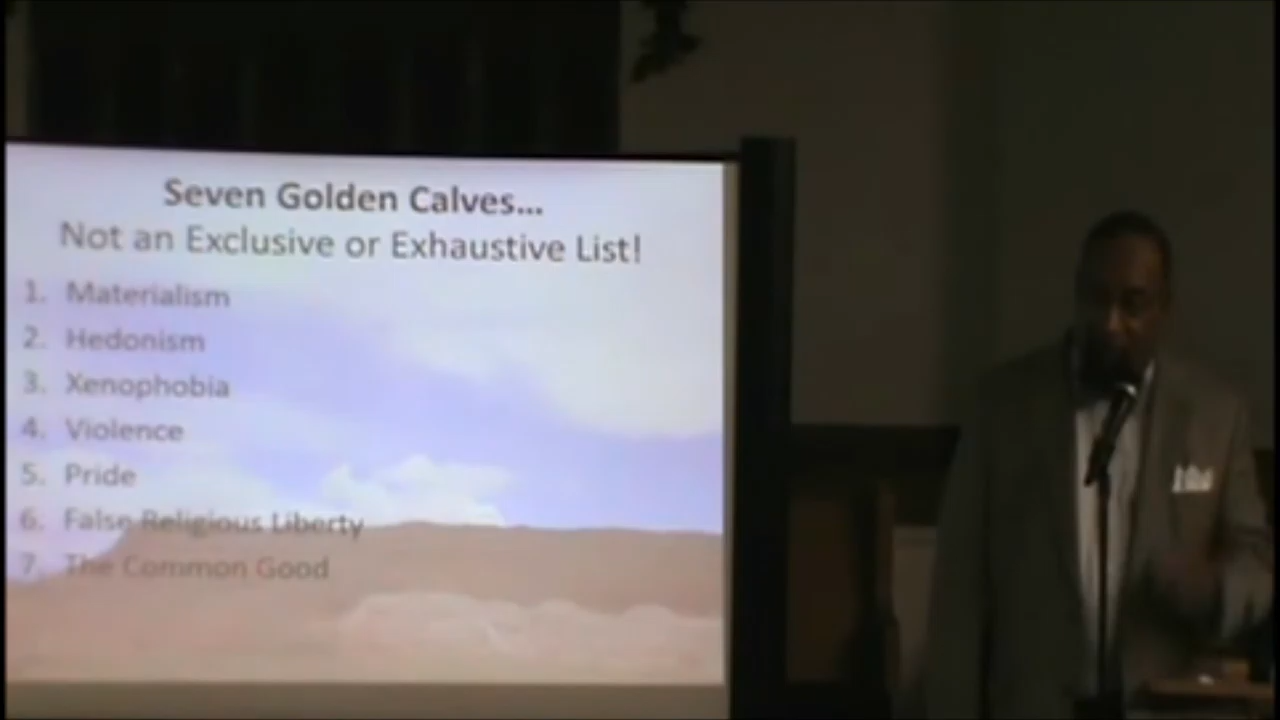 Seven Golden Calves...
Not an Exclusive or Exhaustive List!
1. Materialism
2. Hedonism
3. Xenophobia
4. Violence
5. Pride
6. False Religious Liberty
7. The Common Good